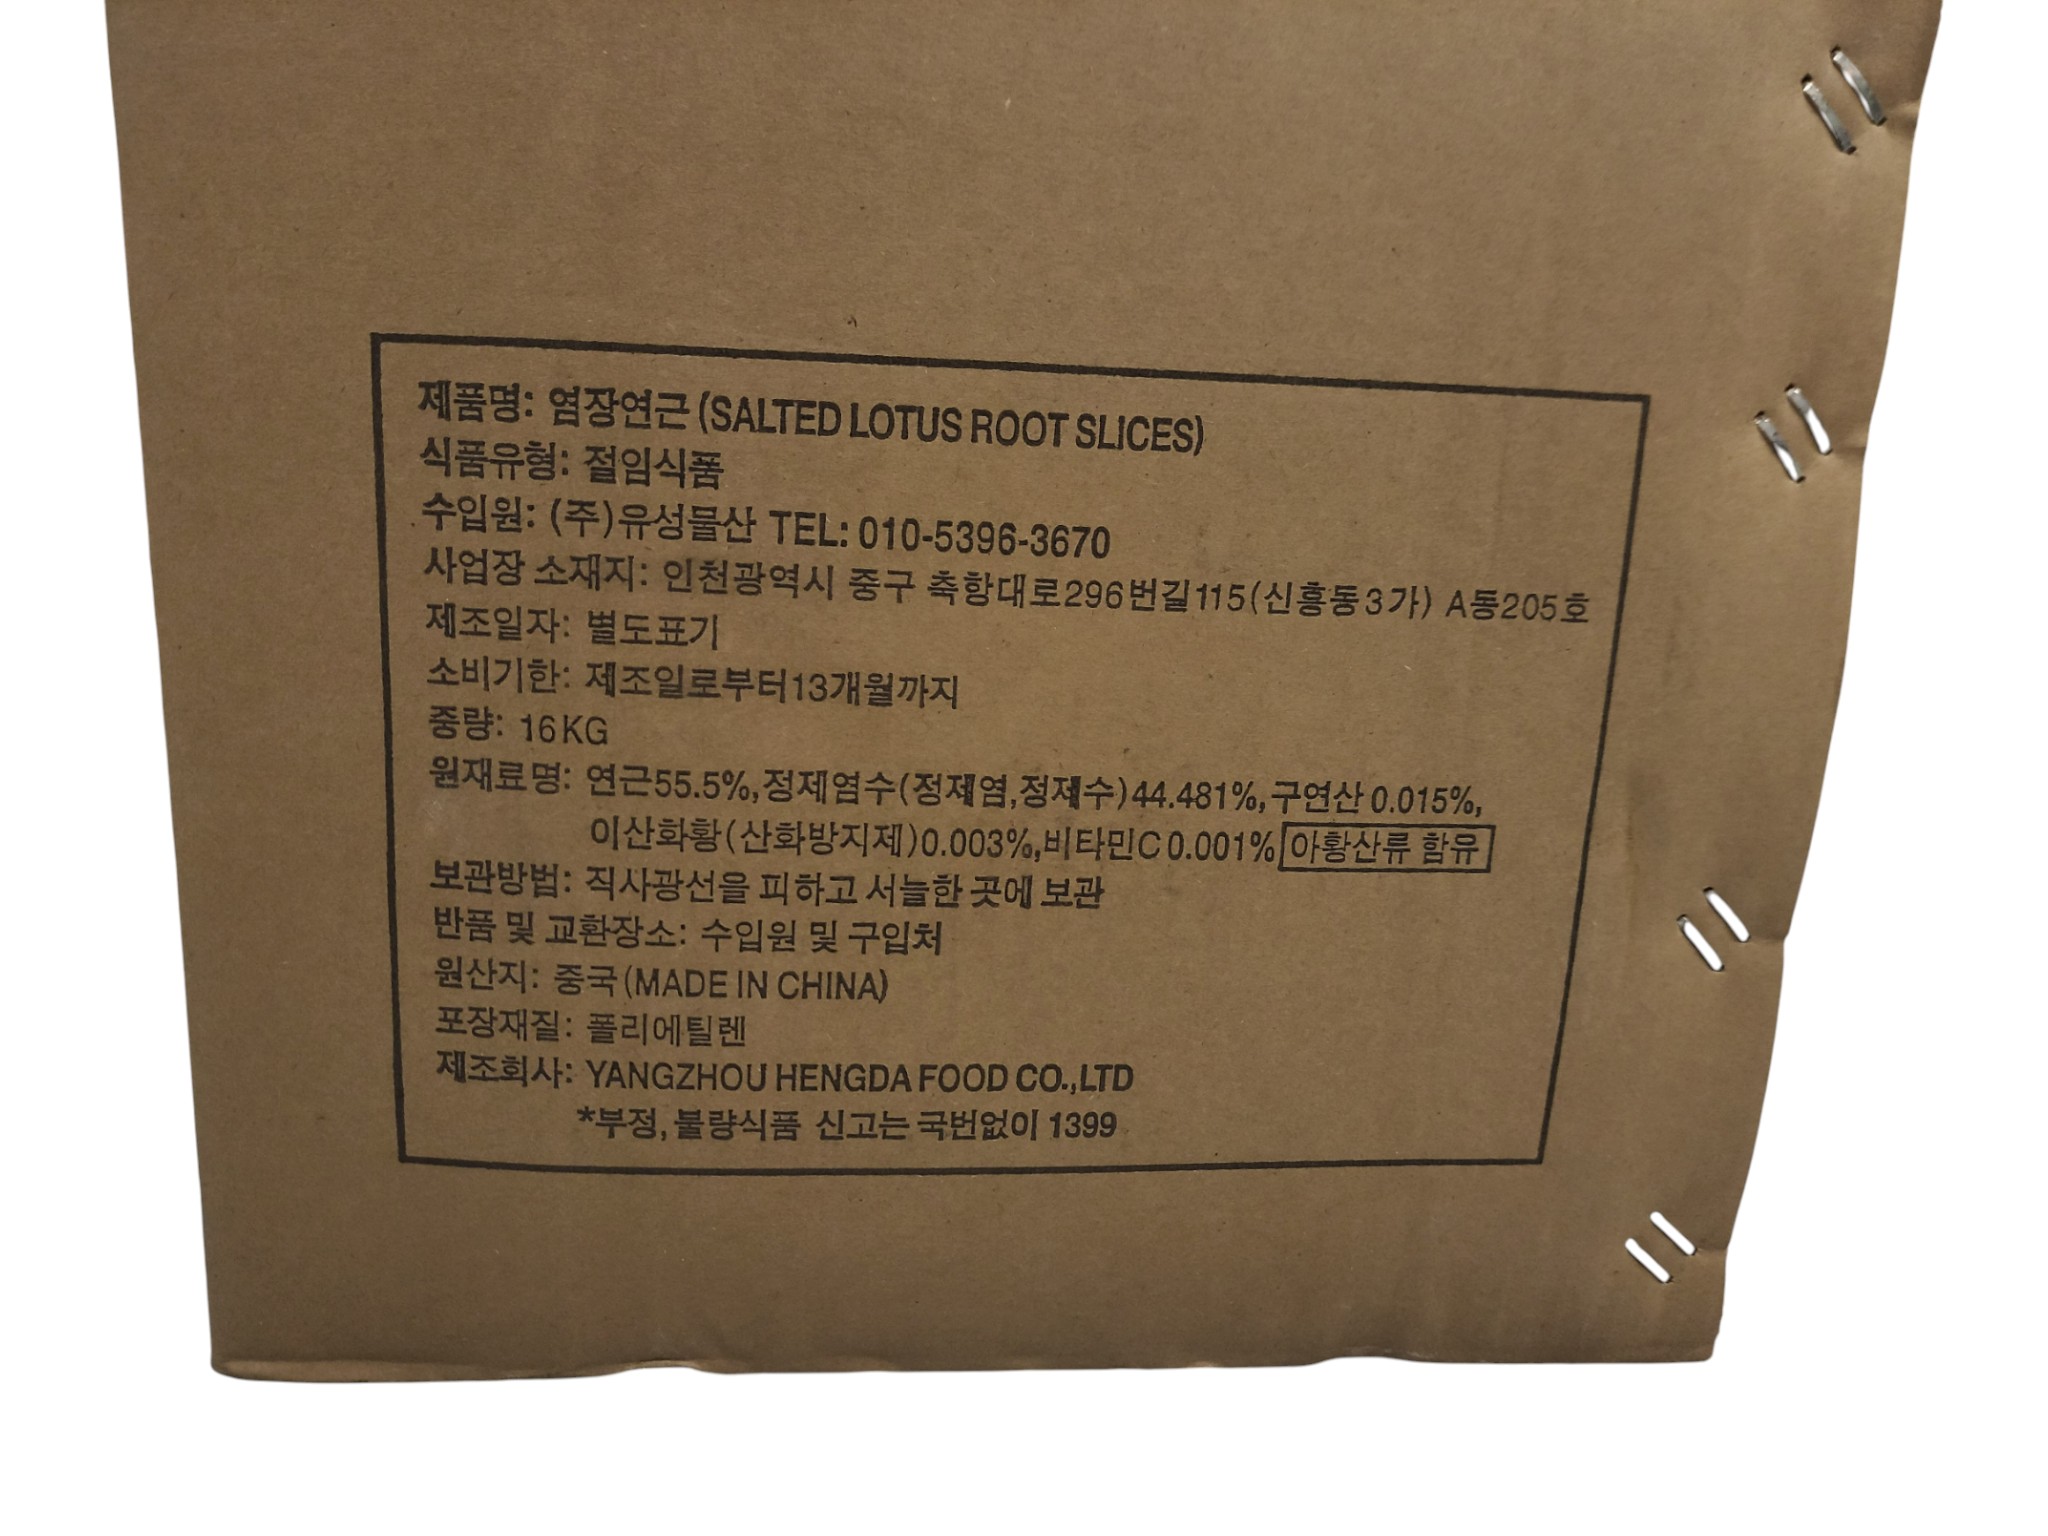 제품명: 염장연근 (SALTED LOTUS ROOT SLICES)
식품유형: 절임식품
수입원: (주)유성물산 TEL: 010-5396-3670
사업장 소재지: 인천광역시 중구 축항대로296번길115(신흥동3가) A동205호
제조일자: 별도표기
소비기한: 제조일로부터13개월까지
중량: 16KG
원재료명: 연근55.5%,정제염수(정제염,정제수)44.481%,구연산 0.015%,
이산화황(산화방지제)0.003%,비타민C 0.001% 아황산류 함유
보관방법: 직사광선을 피하고 서늘한 곳에 보관
반품 및 교환장소: 수입원 및 구입처
원산지: 중국(MADE IN CHINA)
포장재질: 폴리에틸렌
제조회사: YANGZHOU HENGDA FOOD CO.,LTD
*부정, 불량식품 신고는 국번없이 1399